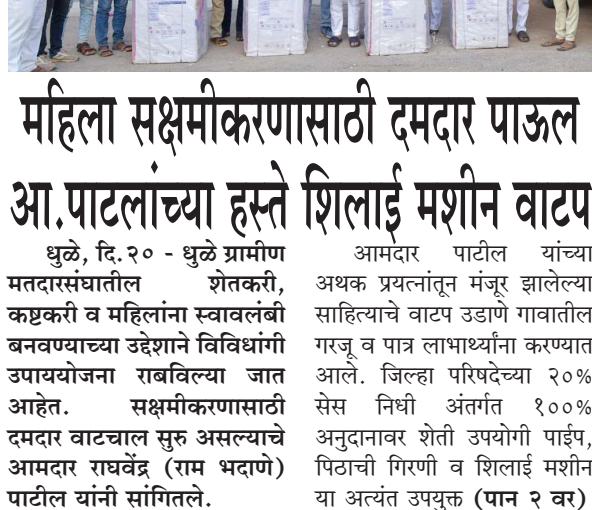 महिला सक्षमीकरणासाठी दमदार पाऊल
आ.पाटलांच्या हस्ते शिलाई मशीन वाटप
धुळे, दि.२० - धुळे ग्रामीण
मतदारसंघातील शेतकरी,
कष्टकरी व महिलांना स्वावलंबी
बनवण्याच्या उद्देशाने विविधांगी
उपाययोजना राबविल्या जात
आहेत. सक्षमीकरणासाठी
दमदार वाटचाल सुरु असल्याचे
आमदार राघवेंद्र (राम भदाणे)
पाटील यांनी सांगितले.
आमदार पाटील यांच्या
अथक प्रयत्नांतून मंजूर झालेल्या
साहित्याचे वाटप उडाणे गावातील
गरजू व पात्र लाभार्थ्यांना करण्यात
आले. जिल्हा परिषदेच्या २०%
सेस निधी अंतर्गत १००%
अनुदानावर शेती उपयोगी पाईप,
पिठाची गिरणी व शिलाई मशीन
या अत्यंत उपयुक्त (पान २ वर)